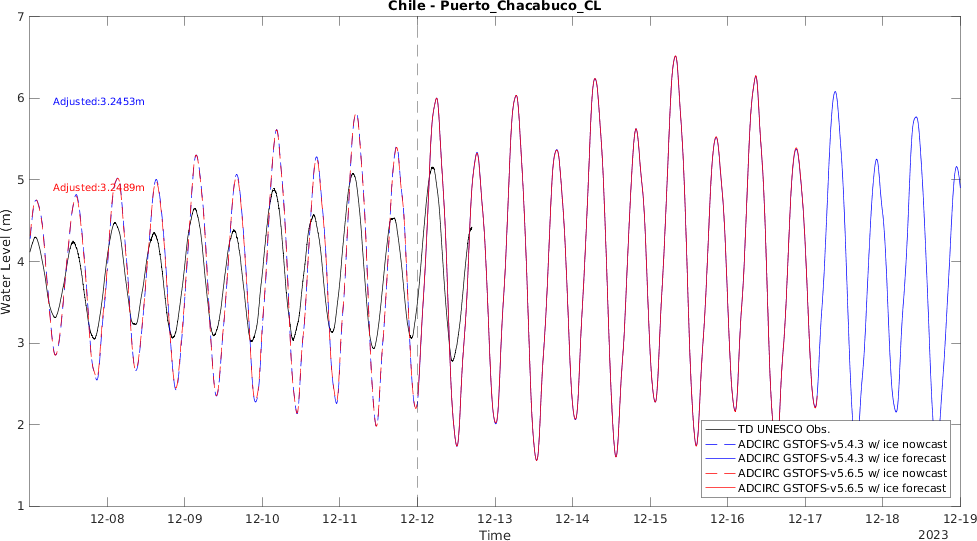 Chile - Puerto_Chacabuco_CL
7
6
5
4
3
2
1
Water Level (m)
Adjusted:3.2453m
Adjusted:3.2489m
TD UNESCO Obs.
ADCIRC GSTOFS-v5.4.3 w/ ice nowcast
ADCIRC GSTOFS-v5.4.3 w/ ice forecast
ADCIRC GSTOFS-v5.6.5 w/ ice nowcast
ADCIRC GSTOFS-v5.6.5 w/ ice forecast
12-08 12-09 12-10 12-11 12-12 12-13 12-14 12-15 12-16 12-17 12-18 12-19
Time
2023